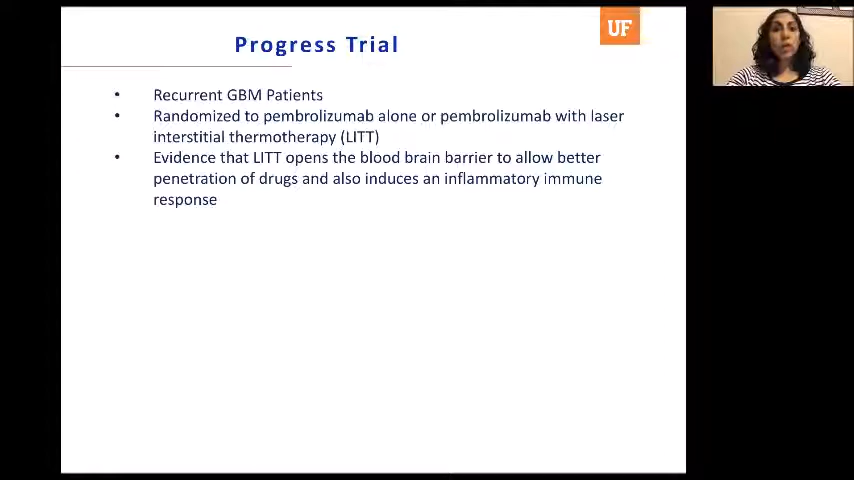 Progress Trial
UF
• Recurrent GBM Patients
• Randomized to pembrolizumab alone or pembrolizumab with laser
interstitial thermotherapy (LITT)
• Evidence that LITT opens the blood brain barrier to allow better
penetration of drugs and also induces an inflammatory immune
response